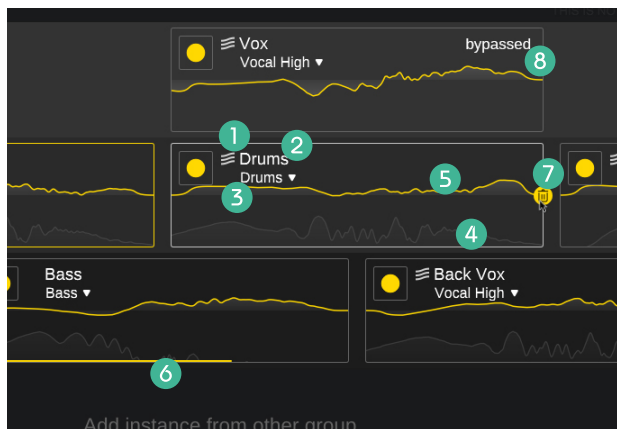 Vox
bypassed
Vocal High ▼
8
1
2
Drums
Drums ▼
7
5
3
4
Bass
Bass ▼
Back Vox
Vocal High ▼
6
Add instance from other group